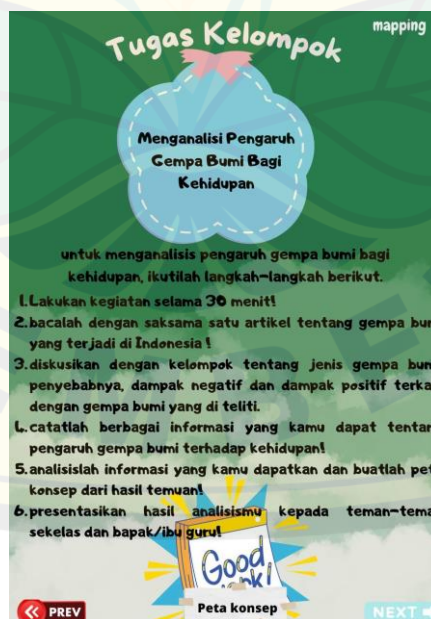 mapping
Tugas Kelompok
Menganalisi Pengaruh
Gempa Bumi Bagi
Kehidupan
untuk menganalisis pengaruh gempa bumi bagi
kehidupan, ikutilah langkah-langkah berikut.
1. Lakukan kegiatan selama 30 menit!
2. bacalah dengan saksama satu artikel tentang gempa bu
yang terjadi di Indonesia !
3. diskusikan dengan kelompok tentang jenis gempa bu
penyebabnya, dampak negatif dan dampak positif terka
dengan gempa bumi yang di teliti.
4. catatlah berbagai informasi yang kamu dapat tenta
pengaruh gempa bumi terhadap kehidupan!
5. analisislah informasi yang kamu dapatkan dan buatlah pe
konsep dari hasil temuan!
6. presentasikan hasil analisismu kepada teman-tema
sekelas dan bapak/ibu guru!
Good
Peta konsep
PREV
NEXT